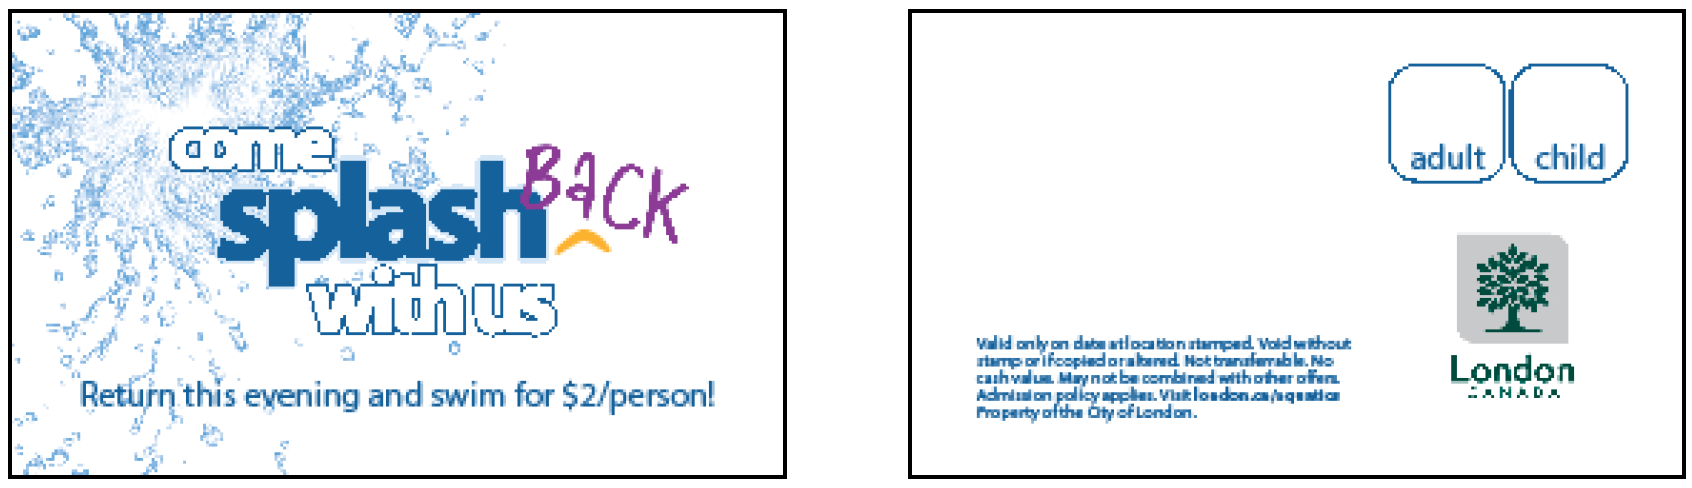 come
splash BACK
with us
Return this evening and swim for $2/person!
adult child
Valid only on date at location stamped. Void without
stamp or if copied or altered. Not transferrable. No
cash value. May not be combined with other offers.
Admission policy applies. Visit london.ca/aquatics
Property of the City of London.
London
CANADA